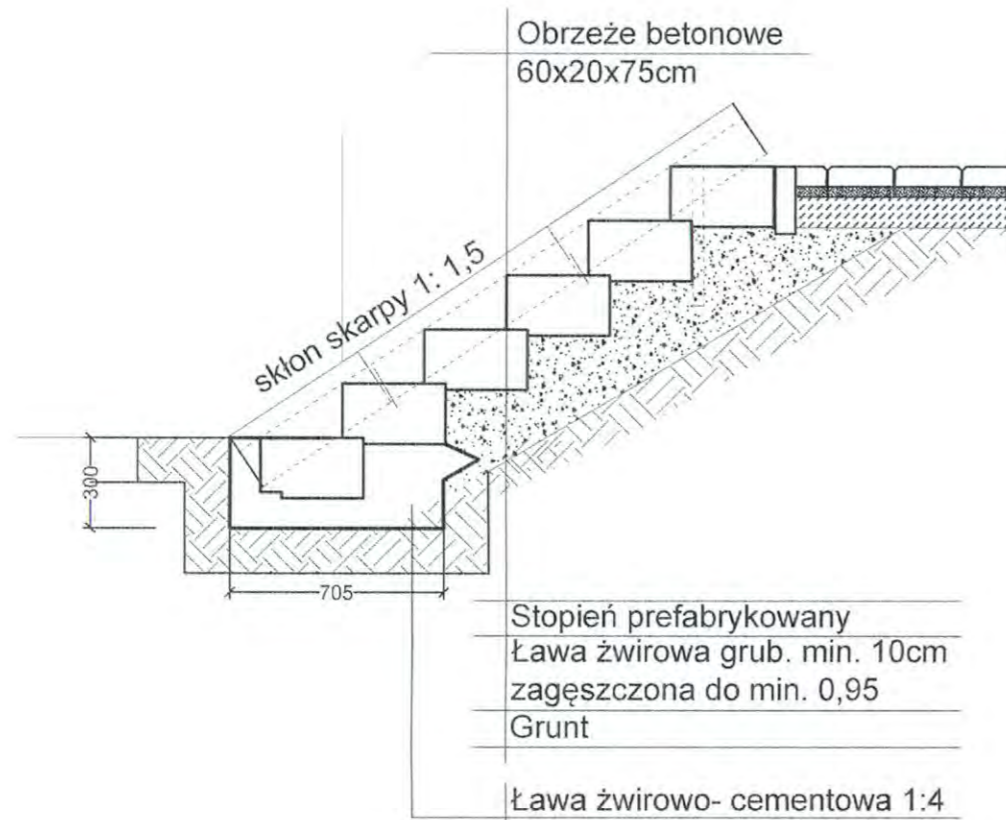 Obrzeże betonowe
60x20x75cm
skłon skarpy 1: 1,5
300
705
Stopień prefabrykowany
Ława żwirowa grub. min. 10cm
zagęszczona do min. 0,95
Grunt
Ława żwirowo- cementowa 1:4